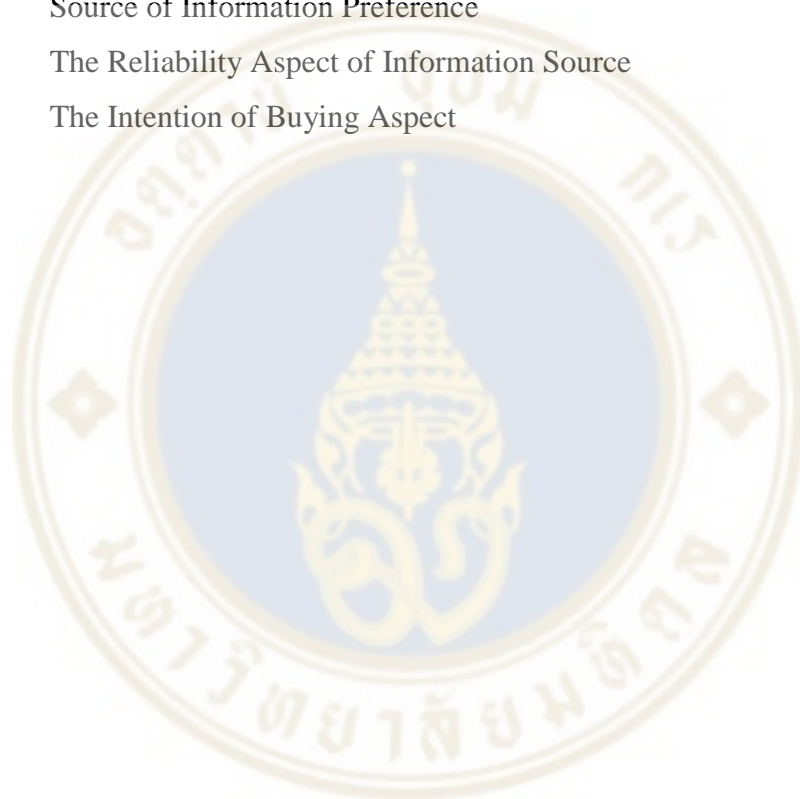 Source of Information Preference
The Reliability Aspect of Information Source
The Intention of Buying Aspect
มหาวิทยาลัยมหิดล